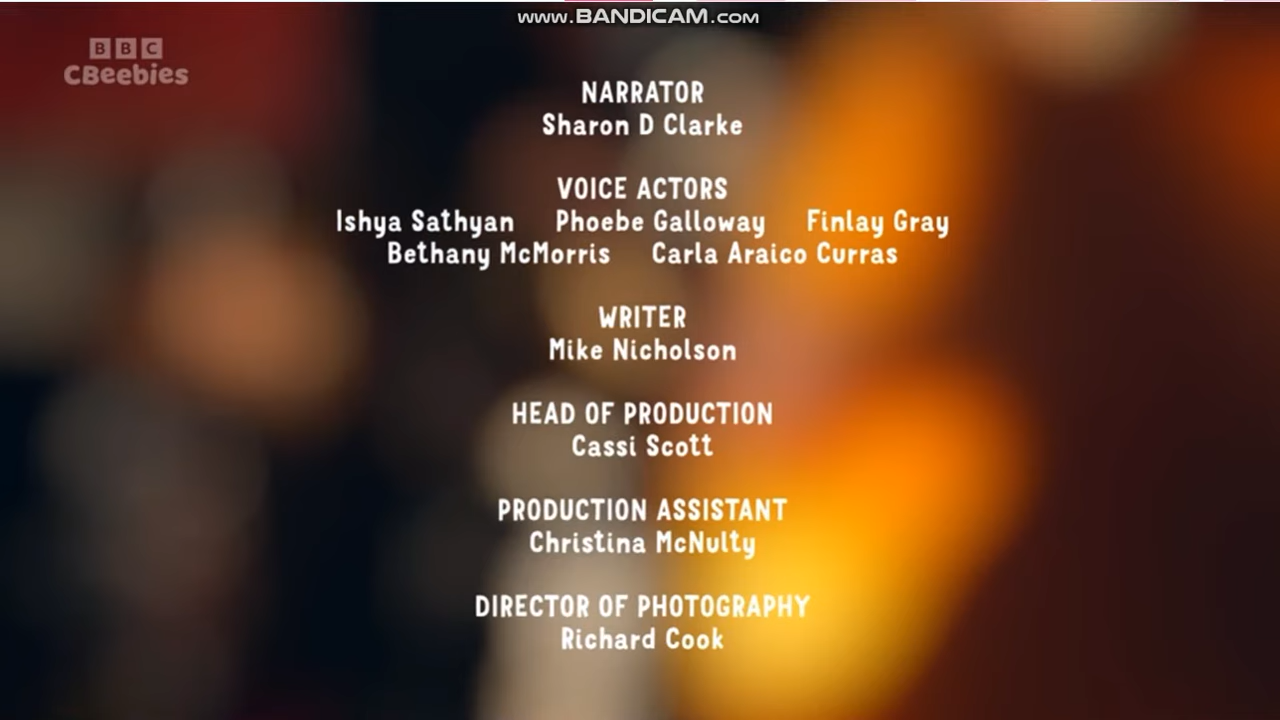 www.BANDICAM.com
BBC
CBeebies
NARRATOR
Sharon D Clarke
VOICE ACTORS
Ishya Sathyan Phoebe Galloway Finlay Gray
Bethany McMorris Carla Araico Curras
WRITER
Mike Nicholson
HEAD OF PRODUCTION
Cassi Scott
PRODUCTION ASSISTANT
Christina McNulty
DIRECTOR OF PHOTOGRAPHY
Richard Cook